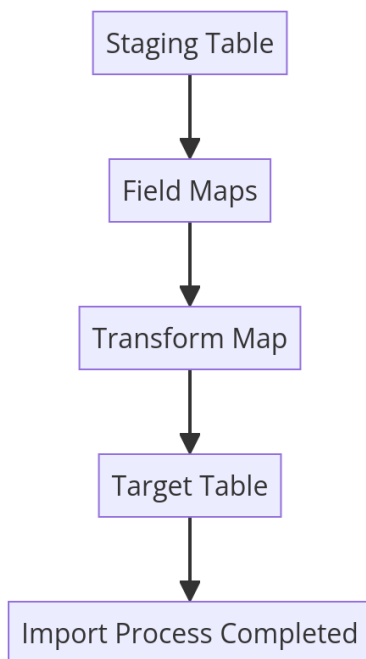 Staging Table
Field Maps
Transform Map
Target Table
Import Process Completed